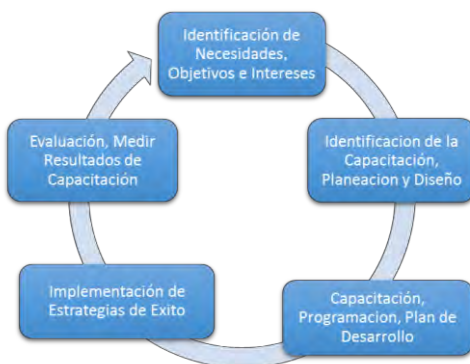 Identificación de
Necesidades,
Objetivos e Intereses
Identificacion de la
Capacitación,
Planeacion y Diseño
Capacitación,
Programacion, Plan de
Desarrollo
Implementación de
Estrategias de Exito
Evaluación, Medir
Resultados de
Capacitación